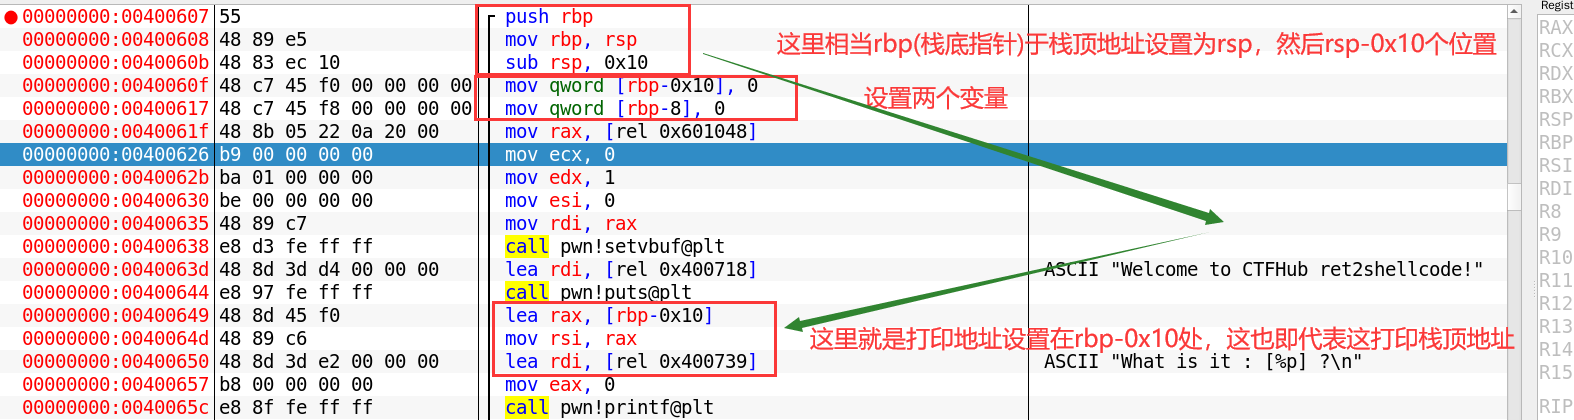 Regist
00000000:00400607 55 push rbp RAX
00000000:00400608 48 89 e5 mov rbp, rsp 这里相当rbp(栈底指针)于栈顶地址设置为rsp，然后rsp-0x10个位置 RCX
00000000:0040060b 48 83 ec 10 sub rsp, 0x10 RDX
00000000:0040060f 48 c7 45 f0 00 00 00 00 mov qword [rbp-0x10], 0 设置两个变量 RBX
00000000:00400617 48 c7 45 f8 00 00 00 00 mov qword [rbp-8], 0 RSP
00000000:0040061f 48 8b 05 22 0a 20 00 mov rax, [rel 0x601048] RBP
00000000:00400626 b9 00 00 00 00 mov ecx, 0 RSI
00000000:0040062b ba 01 00 00 00 mov edx, 1 RDI
00000000:00400630 be 00 00 00 00 mov esi, 0 R8
00000000:00400635 48 89 c7 mov rdi, rax R9
00000000:00400638 e8 d3 fe ff ff call pwn!setvbuf@plt R10
00000000:0040063d 48 8d 3d d4 00 00 00 lea rdi, [rel 0x400718] ASCII "Welcome to CTFHub ret2shellcode!" R11
00000000:00400644 e8 97 fe ff ff call pwn!puts@plt R12
00000000:00400649 48 8d 45 f0 lea rax, [rbp-0x10] R13
00000000:0040064d 48 89 c6 mov rsi, rax 这里就是打印地址设置在rbp-0x10处，这也即代表这打印栈顶地址 R14
00000000:00400650 48 8d 3d e2 00 00 00 lea rdi, [rel 0x400739] ASCII "What is it : [%p] ?\n" R15
00000000:00400657 b8 00 00 00 00 mov eax, 0
00000000:0040065c e8 8f fe ff ff call pwn!printf@plt RIP